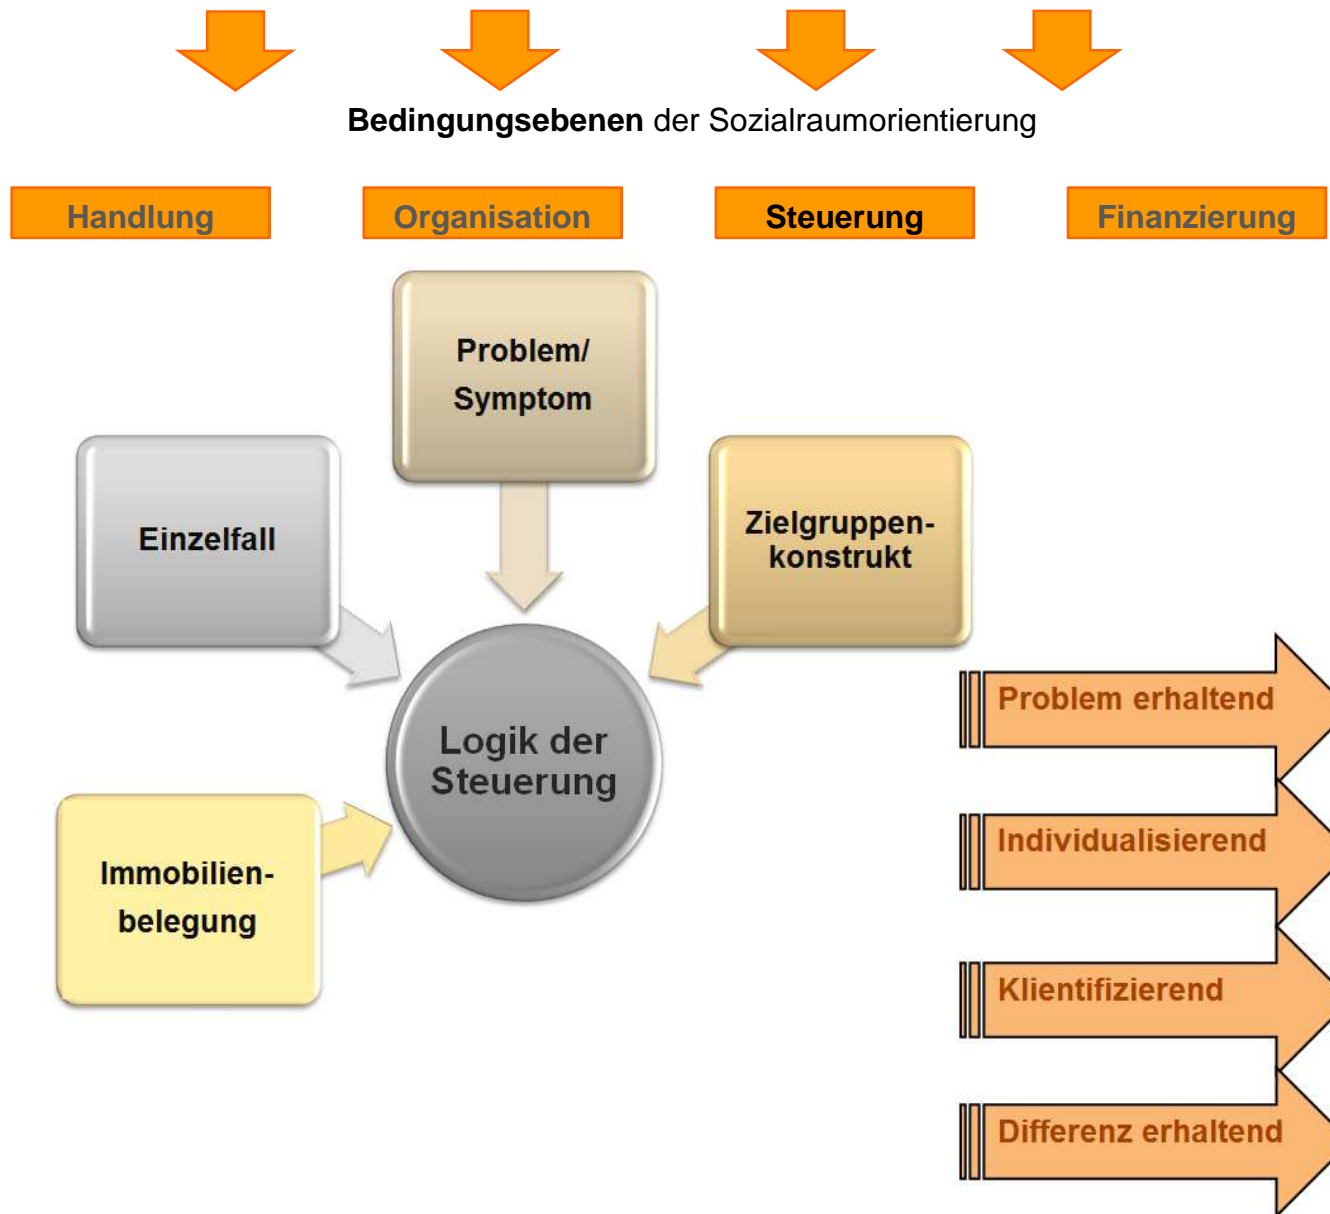 Bedingungsebenen der Sozialraumorientierung
Handlung
Organisation
Steuerung
Finanzierung
Problem/
Symptom
Einzelfall
Zielgruppen-
konstrukt
Logik der
Steuerung
Immobilien-
belegung
Problem erhaltend
Individualisierend
Klientifizierend
Differenz erhaltend